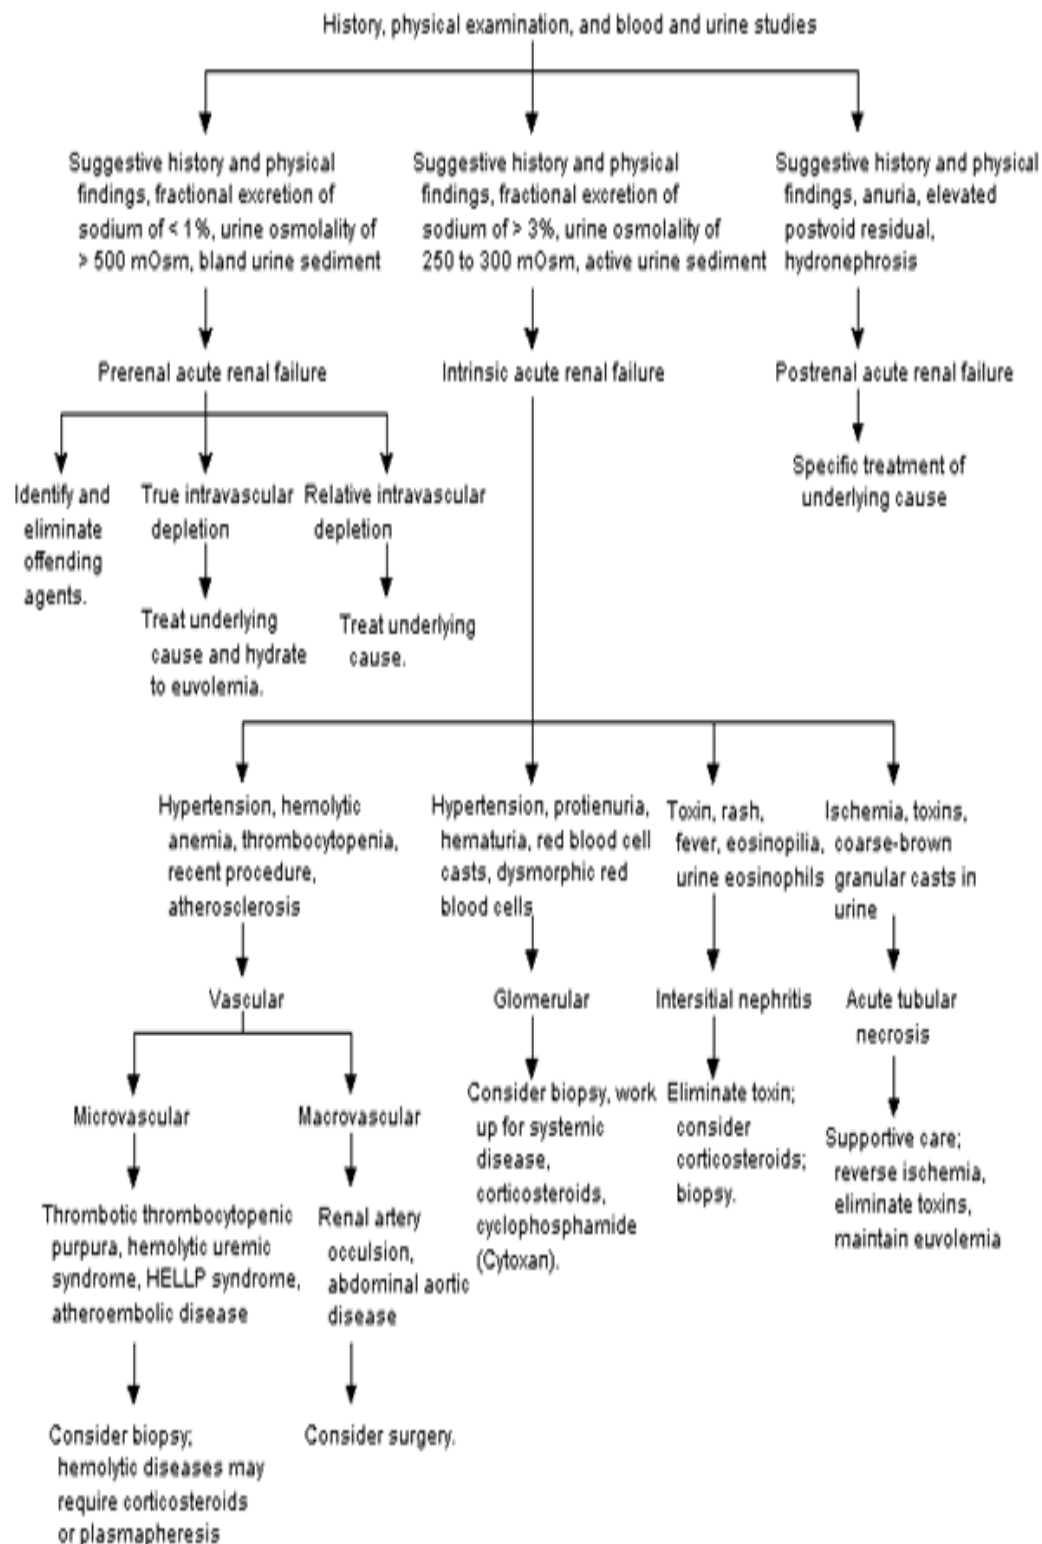 History, physical examination, and blood and urine studies
Suggestive history and physical
findings, fractional excretion of
sodium of < 1%, urine osmolality of
> 500 mOsm, bland urine sediment
Suggestive history and physical
findings, fractional excretion of
sodium of > 3%, urine osmolality of
250 to 300 mOsm, active urine sediment
Suggestive history and physical
findings, anuria, elevated
postvoid residual,
hydronephrosis
Prerenal acute renal failure
Intrinsic acute renal failure
Postrenal acute renal failure
Identify and
eliminate
offending
agents.
True intravascular
depletion
Relative intravascular
depletion
Specific treatment of
underlying cause
Treat underlying
cause and hydrate
to euvolemia.
Treat underlying
cause.
Hypertension, hemolytic
anemia, thrombocytopenia,
recent procedure,
atherosclerosis
Hypertension, protienuria,
hematuria, red blood cell
casts, dysmorphic red
blood cells
Toxin, rash,
fever, eosinopilia,
urine eosinophils
Ischemia, toxins,
coarse-brown
granular casts in
urine
Vascular
Glomerular
Intersitial nephritis
Acute tubular
necrosis
Microvascular
Macrovascular
Consider biopsy, work
up for systemic
disease,
corticosteroids,
cyclophosphamide
(Cytoxan).
Eliminate toxin;
consider
corticosteroids;
biopsy.
Supportive care;
reverse ischemia,
eliminate toxins,
maintain euvolemia
Thrombotic thrombocytopenic
purpura, hemolytic uremic
syndrome, HELLP syndrome,
atheroembolic disease
Renal artery
occulsion,
abdominal aortic
disease
Consider biopsy;
hemolytic diseases may
require corticosteroids
or plasmapheresis
Consider surgery.